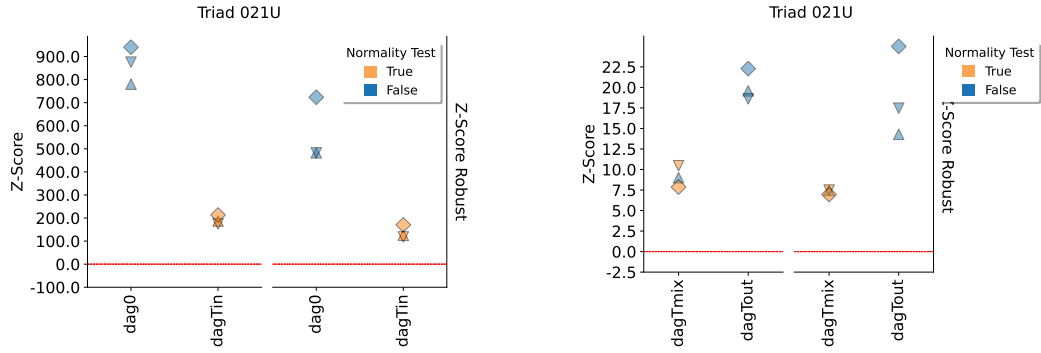 Triad 021U
Z-Score
900.0
800.0
700.0
600.0
500.0
400.0
300.0
200.0
100.0
0.0
-100.0
Normality Test
True
False
Z-Score Robust
dag0
dagTin
dag0
dagTin
Triad 021U
Z-Score
22.5
20.0
17.5
15.0
12.5
10.0
7.5
5.0
2.5
0.0
-2.5
Normality Test
True
False
-Score Robust
dagTmix
dagTout
dagTmix
dagTout